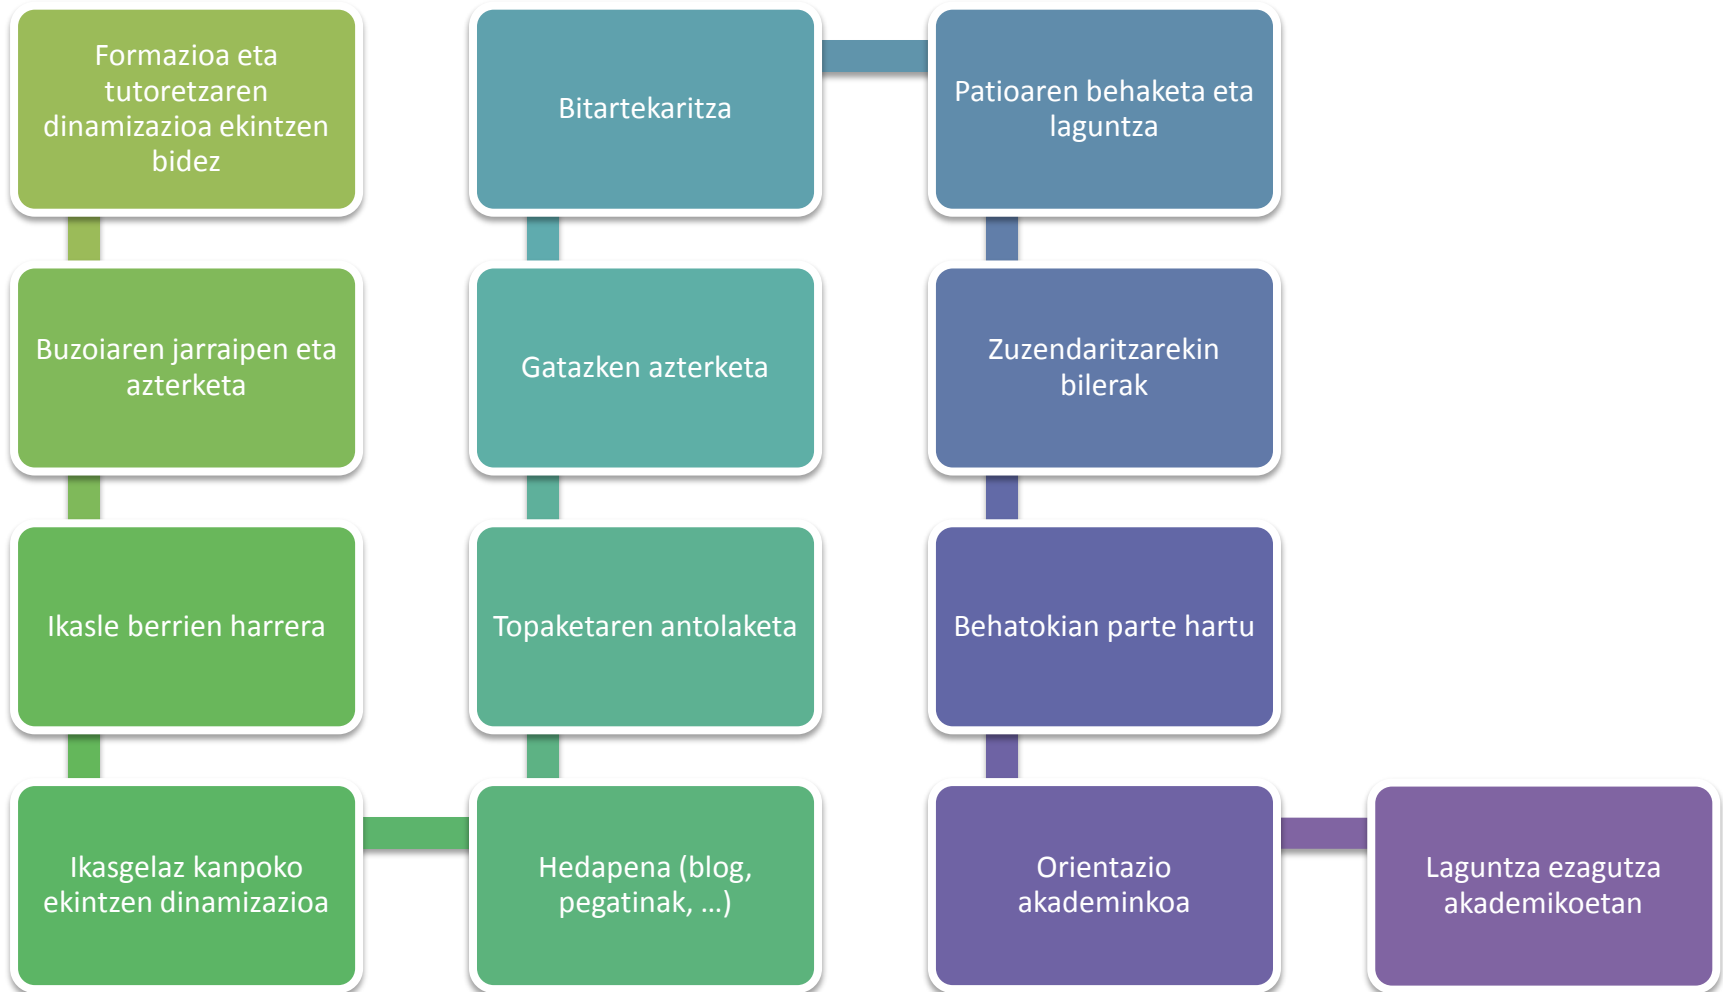 Formazioa eta
tutoretzaren
dinamizazioa ekintzen
bidez
Buzoiaren jarraipen eta
azterketa
Ikasle berrien harrera
Ikasgelaz kanpoko
ekintzen dinamizazioa
Hedapena (blog,
pegatinak, ...)
Topaketaren antolaketa
Gatazken azterketa
Bitartekaritza
Patioaren behaketa eta
laguntza
Zuzendaritzarekin
bilerak
Behatokian parte hartu
Orientazio
akademinkoa
Laguntza ezagutza
akademikoetan